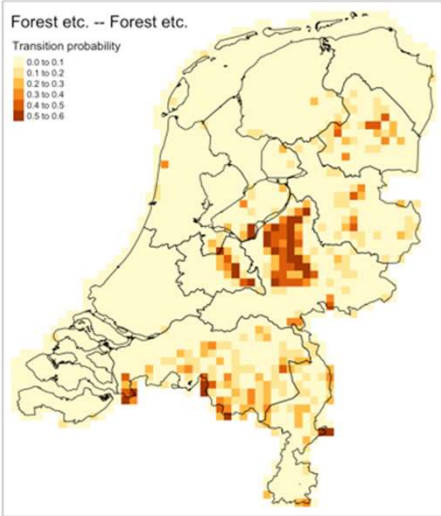 Forest etc. -- Forest etc.
Transition probability
0.0 to 0.1
0.1 to 0.2
0.2 to 0.3
0.3 to 0.4
0.4 to 0.5
0.5 to 0.6